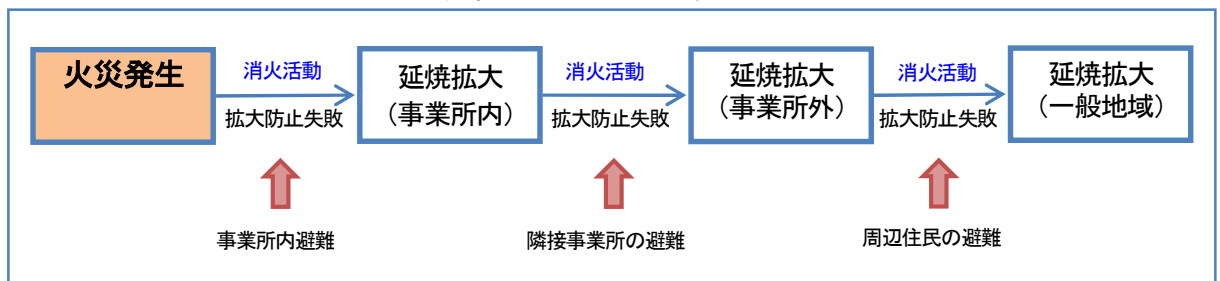 火災発生
消火活動
拡大防止失敗
延焼拡大
（事業所内）
消火活動
拡大防止失敗
延焼拡大
（事業所外）
消火活動
拡大防止失敗
延焼拡大
（一般地域）
事業所内避難
隣接事業所の避難
周辺住民の避難